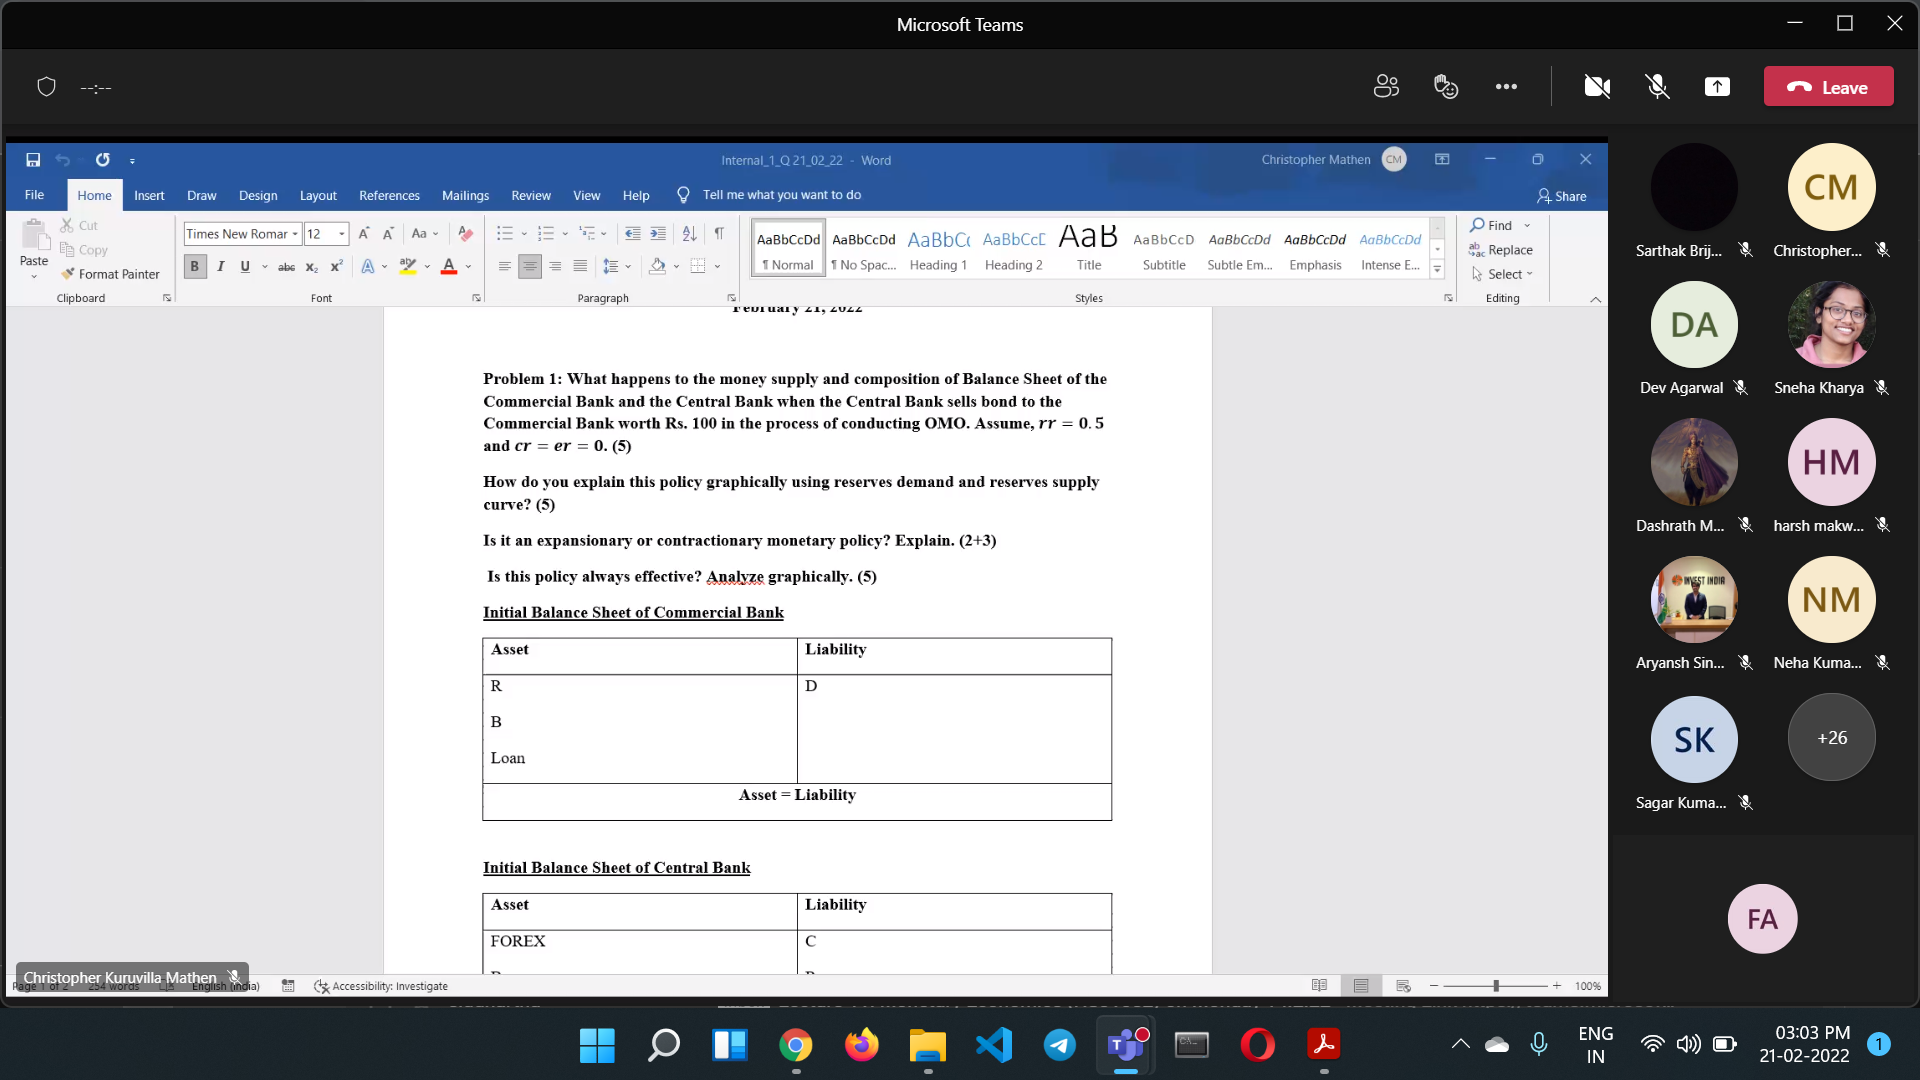 Microsoft Teams
--:--
Leave
Internal_1_Q 21_02_22 - Word
Christopher Mathen
CM
File
Home
Insert
Draw
Design
Layout
References
Mailings
Review
View
Help
Tell me what you want to do
Share
Paste
Cut
Copy
Format Painter
Clipboard
Times New Romar
12
Font
Paragraph
AaBbCcDd
¶ Normal
AaBbCcDd
¶ No Spac...
AaBbCc
Heading 1
AaBbCcD
Heading 2
AaB
Title
AaBbCcD
Subtitle
AaBbCcDd
Subtle Em...
AaBbCcDd
Emphasis
AaBbCcDd
Intense E...
Styles
Find
Replace
Select
Editing
February 21, 2022
Problem 1: What happens to the money supply and composition of Balance Sheet of the
Commercial Bank and the Central Bank when the Central Bank sells bond to the
Commercial Bank worth Rs. 100 in the process of conducting OMO. Assume, rr = 0.5
and cr = er = 0. (5)
How do you explain this policy graphically using reserves demand and reserves supply
curve? (5)
Is it an expansionary or contractionary monetary policy? Explain. (2+3)
Is this policy always effective? Analyze graphically. (5)
Initial Balance Sheet of Commercial Bank
Asset
Liability
R
D
B
Loan
Asset = Liability
Initial Balance Sheet of Central Bank
Asset
Liability
FOREX
C
Christopher Kuruvilla Mathen
Page 1 of 2
254 words
English (India)
Accessibility: Investigate
100%
Sarthak Brij...
CM
Christopher...
DA
Dev Agarwal
Sneha Kharya
Dashrath M...
HM
harsh makw...
INVEST INDIA
Aryansh Sin...
NM
Neha Kuma...
SK
Sagar Kuma...
+26
FA
ENG
IN
03:03 PM
21-02-2022
1